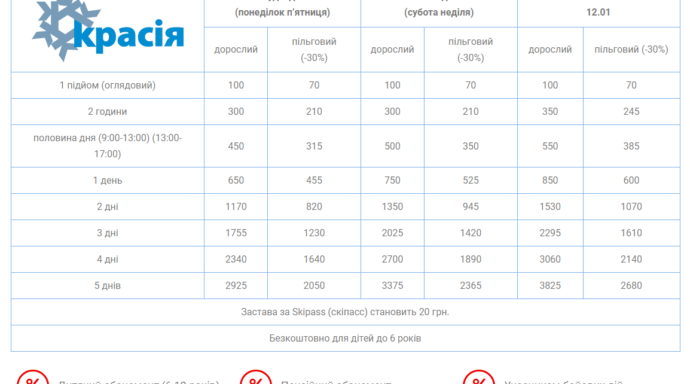 (понеділок п'ятниця) (субота неділя) 12.01
красія
дорослий пільговий (-30%) дорослий пільговий (-30%) дорослий пільговий (-30%)
1 підйом (оглядовий) 100 70 100 70 100 70
2 години 300 210 300 210 350 245
половина дня (9:00-13:00) (13:00-
17:00) 450 315 500 350 550 385
1 день 650 455 750 525 850 600
2 дні 1170 820 1350 945 1530 1070
3 дні 1755 1230 2025 1420 2295 1610
4 дні 2340 1640 2700 1890 3060 2140
5 днів 2925 2050 3375 2365 3825 2680
Застава за Skipass (скіпасс) становить 20 грн.
Безкоштовно для дітей до 6 років
% % %